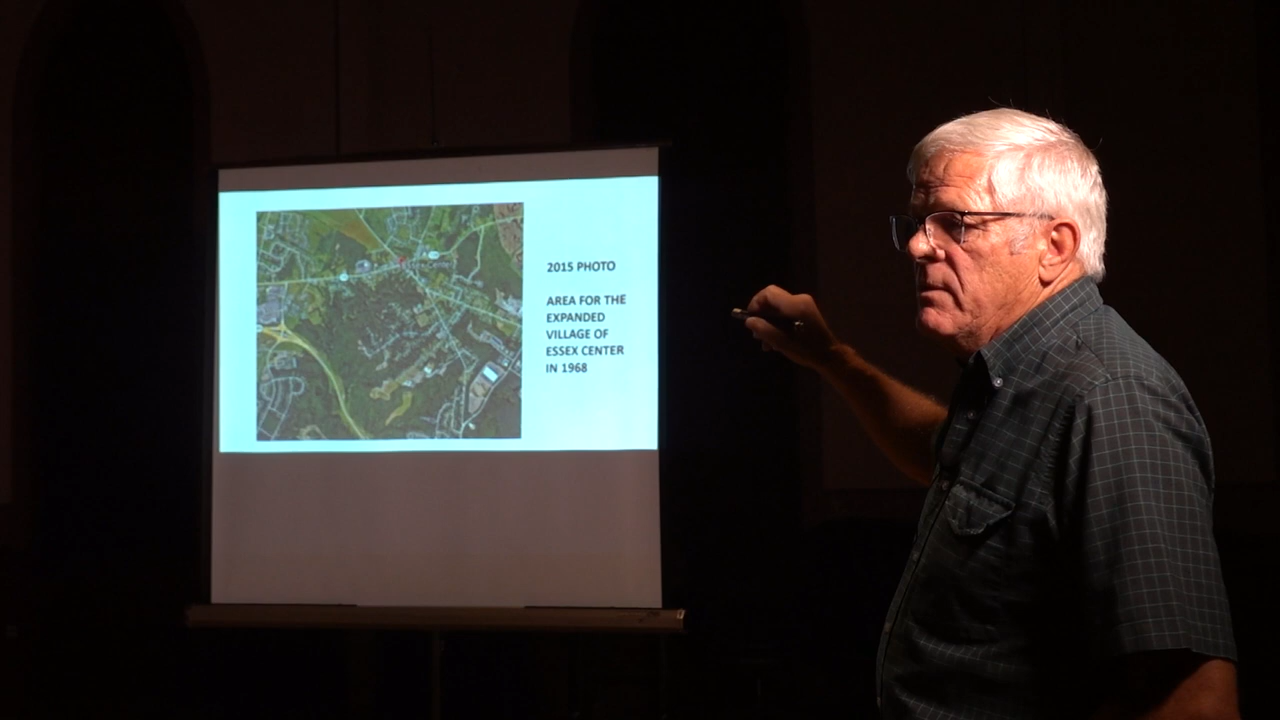 2015 PHOTO
AREA FOR THE
EXPANDED
VILLAGE OF
ESSEX CENTER
IN 1968